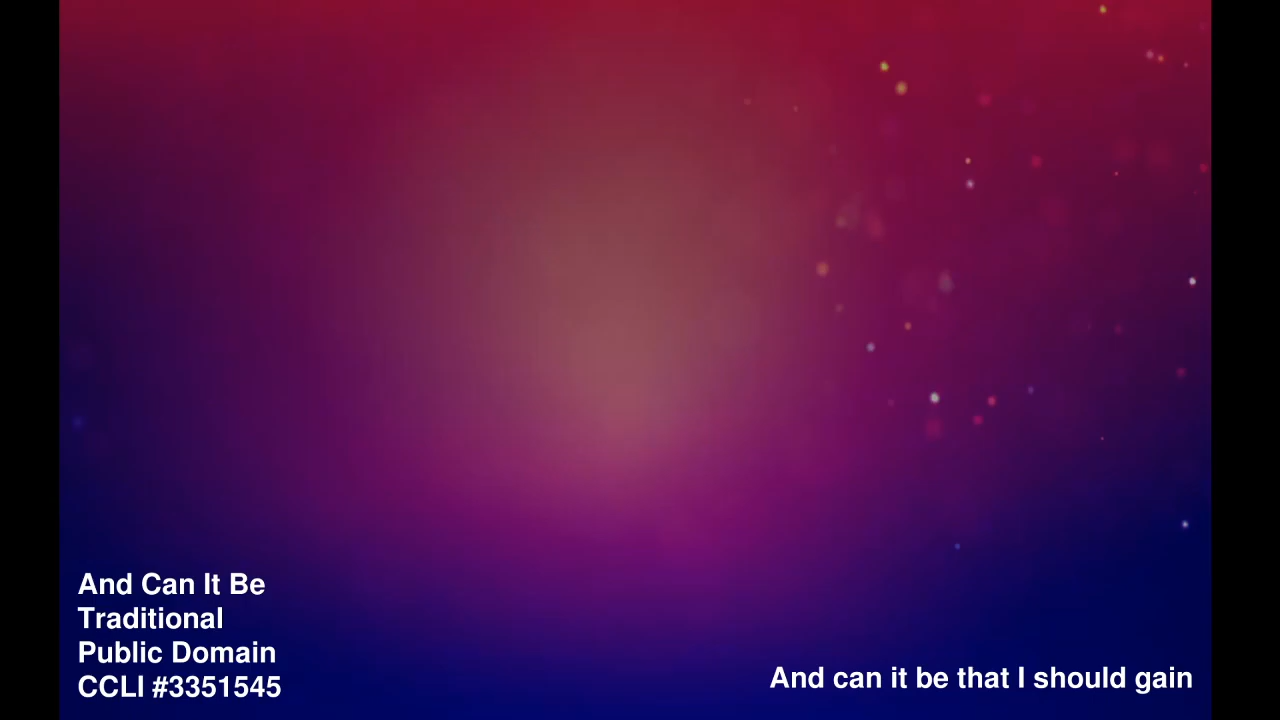 And Can It Be
Traditional
Public Domain
CCLI #3351545
And can it be that I should gain